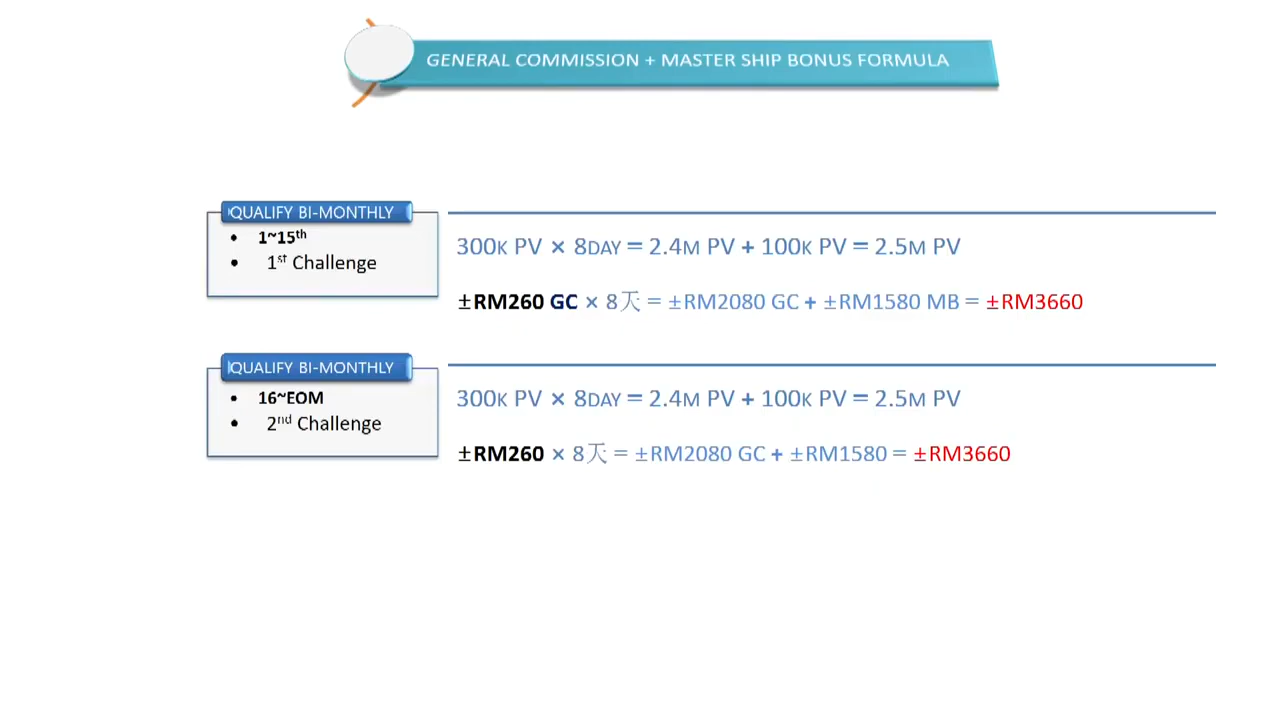 GENERAL COMMISSION + MASTER SHIP BONUS FORMULA
QUALIFY BI-MONTHLY
• 1~15th
• 1st Challenge
300K PV × 8DAY = 2.4M PV + 100K PV = 2.5M PV
±RM260 GC × 8天 = ±RM2080 GC + ±RM1580 MB = ±RM3660
QUALIFY BI-MONTHLY
• 16~EOM
• 2nd Challenge
300K PV × 8DAY = 2.4M PV + 100K PV = 2.5M PV
±RM260 × 8天 = ±RM2080 GC + ±RM1580 = ±RM3660